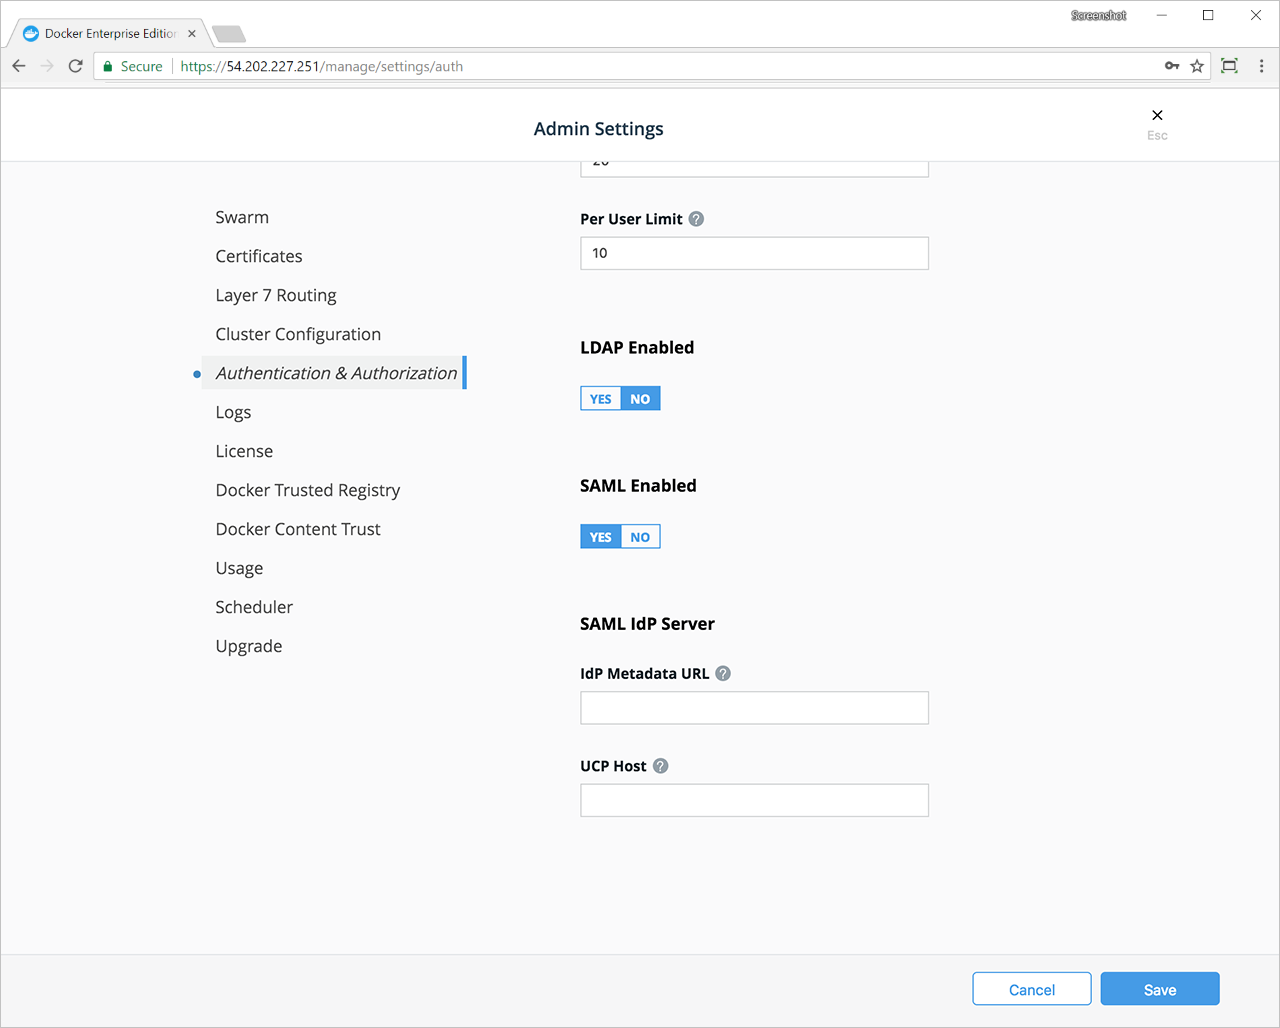 Screenshot
Docker Enterprise Edition
Secure https://54.202.227.251/manage/settings/auth
Admin Settings
Esc
Swarm
Certificates
Layer 7 Routing
Cluster Configuration
Authentication & Authorization
Logs
License
Docker Trusted Registry
Docker Content Trust
Usage
Scheduler
Upgrade
Per User Limit ?
10
LDAP Enabled
YES NO
SAML Enabled
YES NO
SAML IdP Server
IdP Metadata URL ?
UCP Host ?
Cancel Save